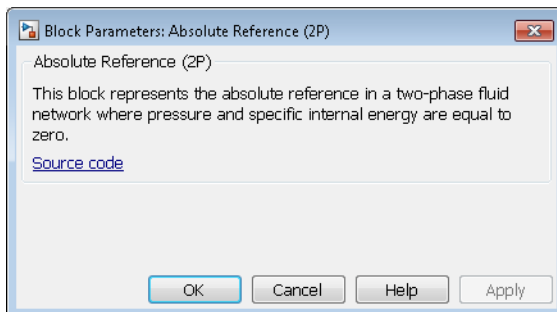 Block Parameters: Absolute Reference (2P)
Absolute Reference (2P)
This block represents the absolute reference in a two-phase fluid
network where pressure and specific internal energy are equal to
zero.
Source code
OK Cancel Help Apply